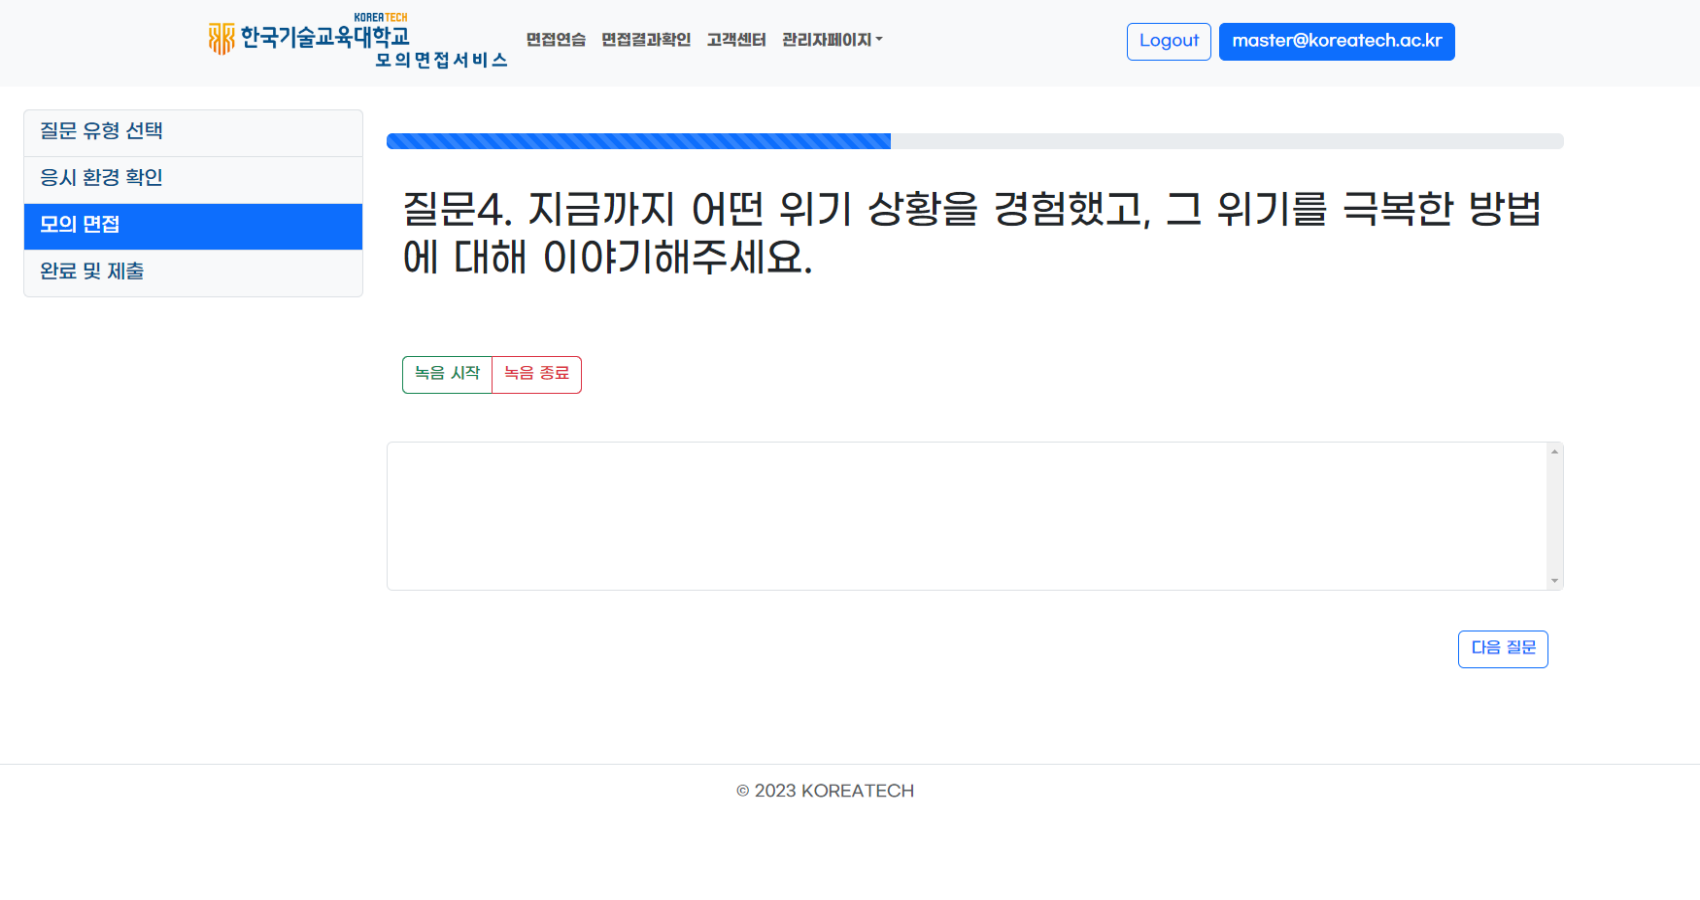 KOREATECH
한국기술교육대학교
모의면접서비스
면접연습 면접결과확인 고객센터 관리자페이지
Logout master@koreatech.ac.kr
질문 유형 선택
응시 환경 확인
모의 면접
완료 및 제출
질문4. 지금까지 어떤 위기 상황을 경험했고, 그 위기를 극복한 방법
에 대해 이야기해주세요.
녹음 시작 녹음 종료
다음 질문
© 2023 KOREATECH